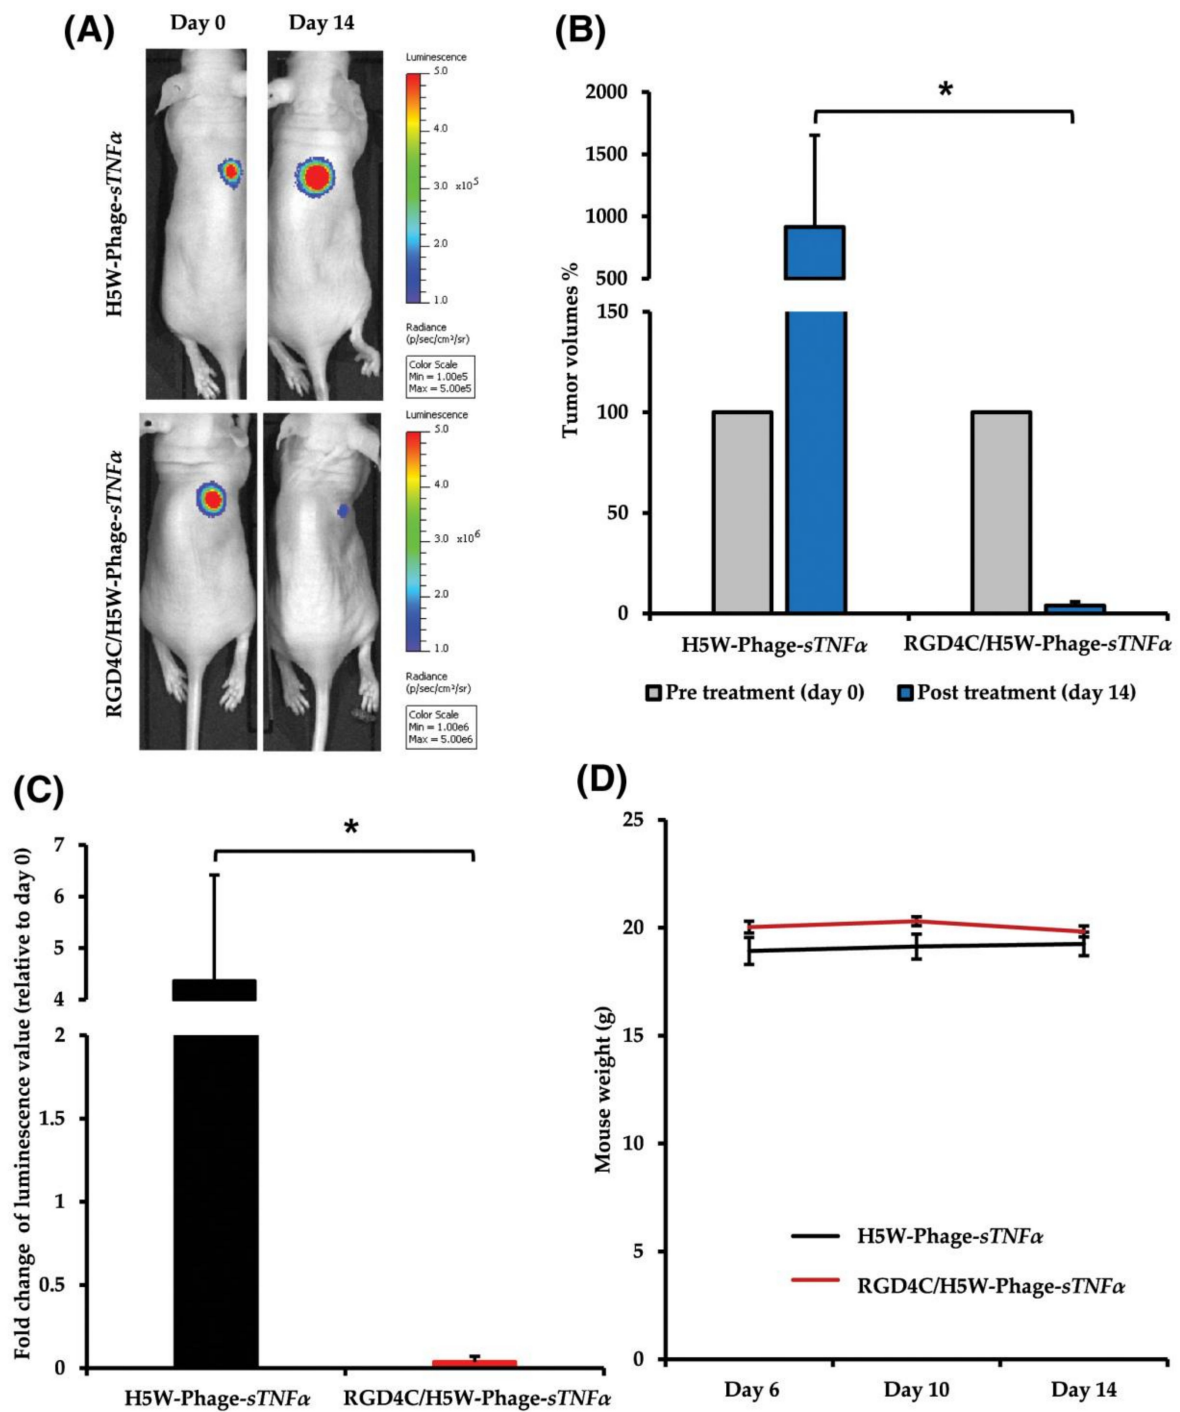 (A)
Day 0
Day 14
H5W-Phage-sTNFα
Luminescence
5.0
4.0
3.0 x10⁵
2.0
1.0
Radiance
(p/sec/cm²/sr)
Color Scale
Min = 1.00e5
Max = 5.00e5
RGD4C/H5W-Phage-sTNFα
Luminescence
5.0
4.0
3.0 x10⁶
2.0
1.0
Radiance
(p/sec/cm²/sr)
Color Scale
Min = 1.00e6
Max = 5.00e6
(B)
Tumor volumes %
2000
1500
1000
500
150
100
50
0
*
H5W-Phage-sTNFα
RGD4C/H5W-Phage-sTNFα
Pre treatment (day 0)
Post treatment (day 14)
(C)
Fold change of luminescence value (relative to day 0)
7
6
5
4
2
1.5
1
0.5
0
*
H5W-Phage-sTNFα
RGD4C/H5W-Phage-sTNFα
(D)
Mouse weight (g)
25
20
15
10
5
0
H5W-Phage-sTNFα
RGD4C/H5W-Phage-sTNFα
Day 6
Day 10
Day 14